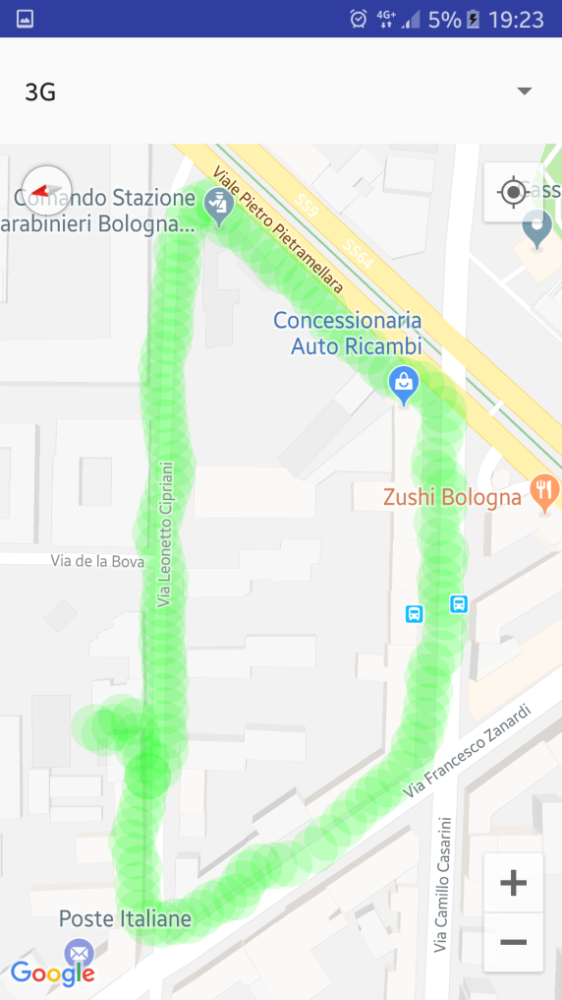 4G+ 5% 19:23
3G
Viale Pietro Pietramellara
SS9
SS64
Comando Stazione
arabinieri Bologna...
ass
Concessionaria
Auto Ricambi
Zushi Bologna
Via Leonetto Cipriani
Via de la Bova
Via Francesco Zanardi
Via Camillo Casarini
+
Poste Italiane
−
Google